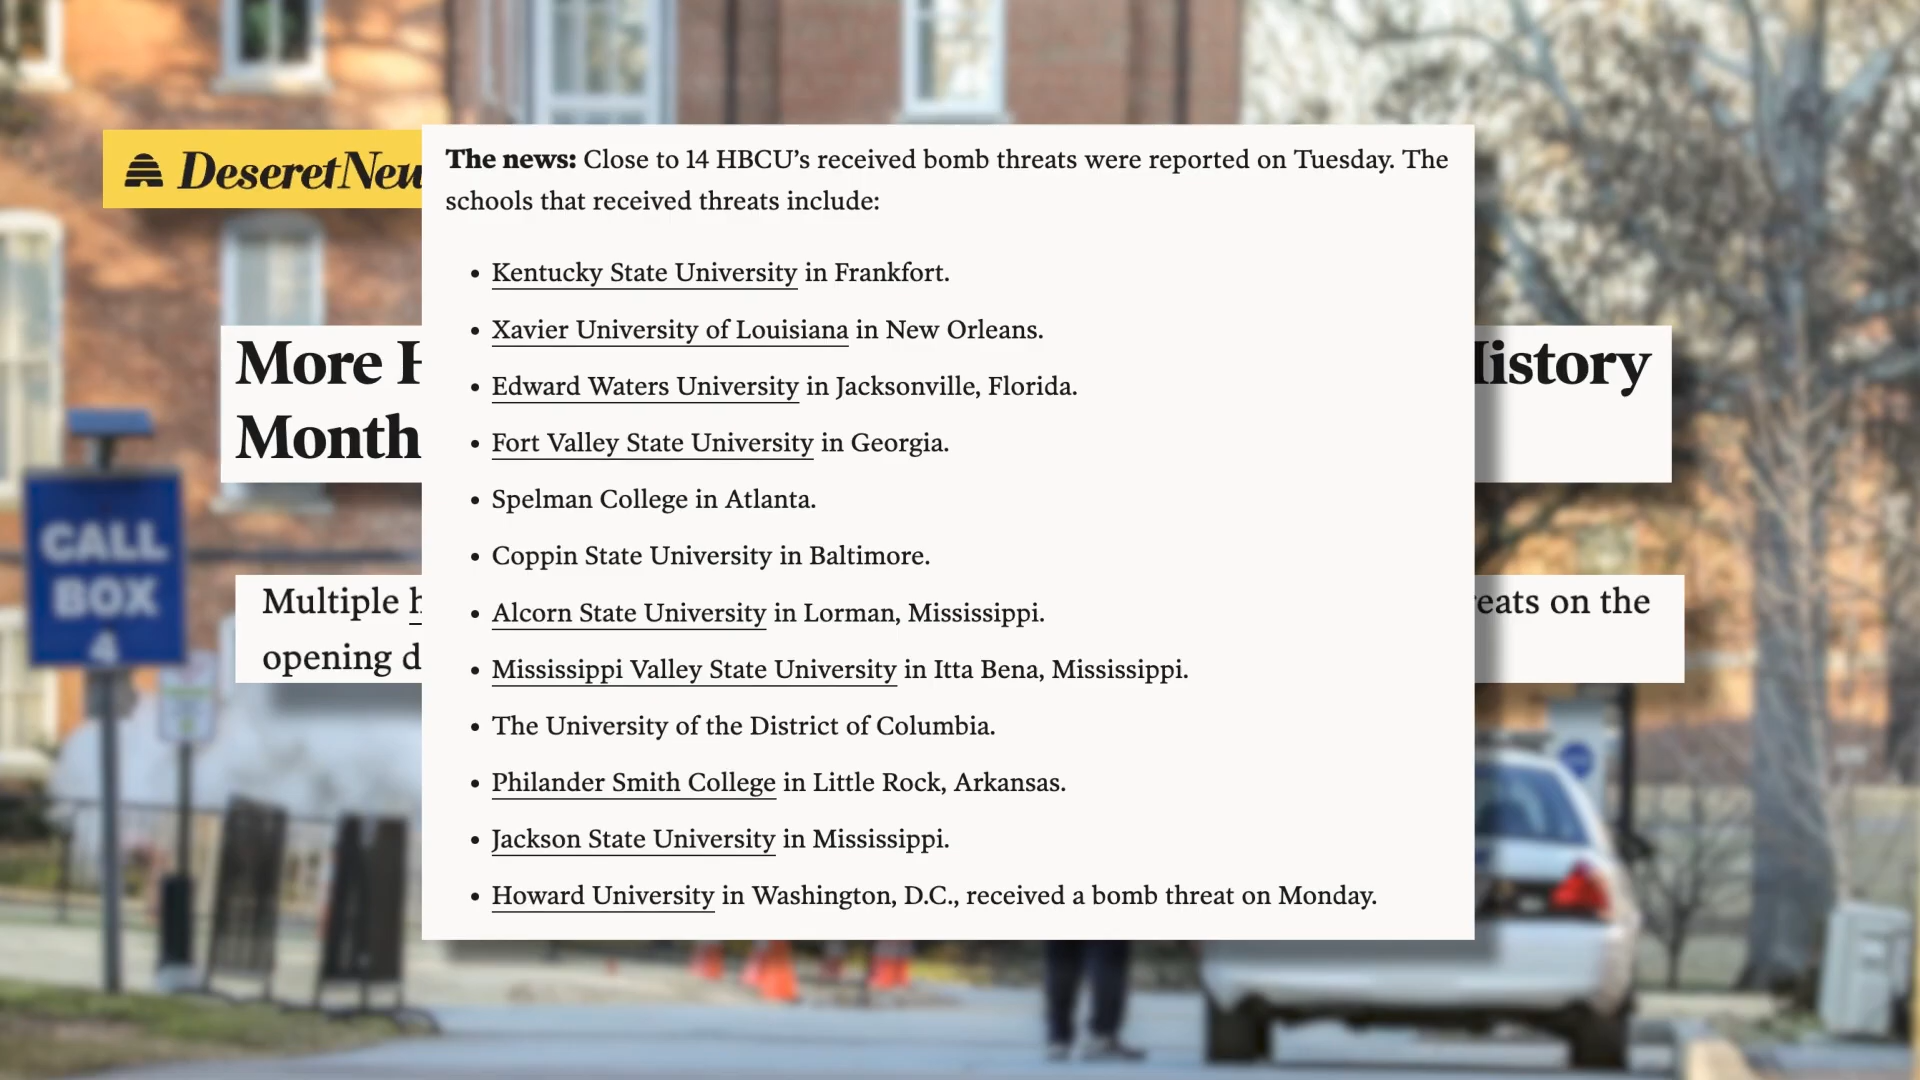 The news: Close to 14 HBCU’s received bomb threats were reported on Tuesday. The
schools that received threats include:
• Kentucky State University in Frankfort.
• Xavier University of Louisiana in New Orleans.
• Edward Waters University in Jacksonville, Florida.
• Fort Valley State University in Georgia.
• Spelman College in Atlanta.
• Coppin State University in Baltimore.
• Alcorn State University in Lorman, Mississippi.
• Mississippi Valley State University in Itta Bena, Mississippi.
• The University of the District of Columbia.
• Philander Smith College in Little Rock, Arkansas.
• Jackson State University in Mississippi.
• Howard University in Washington, D.C., received a bomb threat on Monday.
Deseret
More
Month
Multiple
on the
opening
CALL
BOX
4